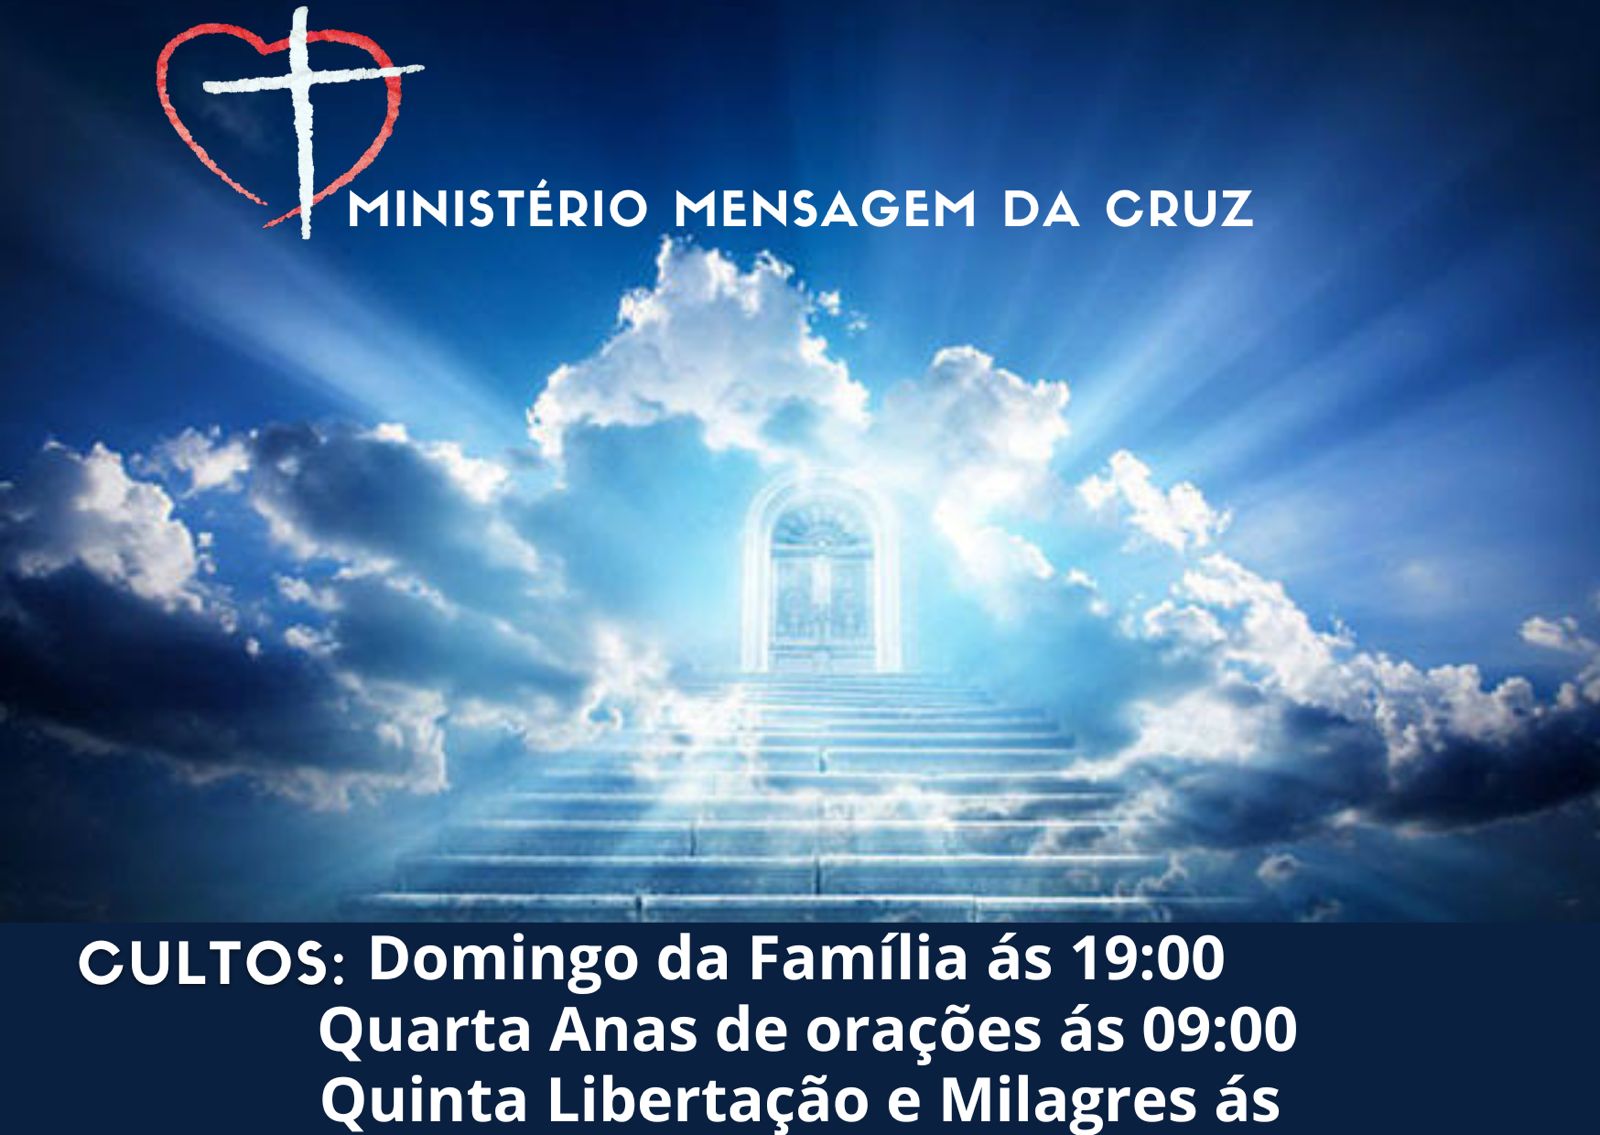 MINISTÉRIO MENSAGEM DA CRUZ
CULTOS: Domingo da Família ás 19:00
Quarta Anas de orações ás 09:00
Quinta Libertação e Milagres ás